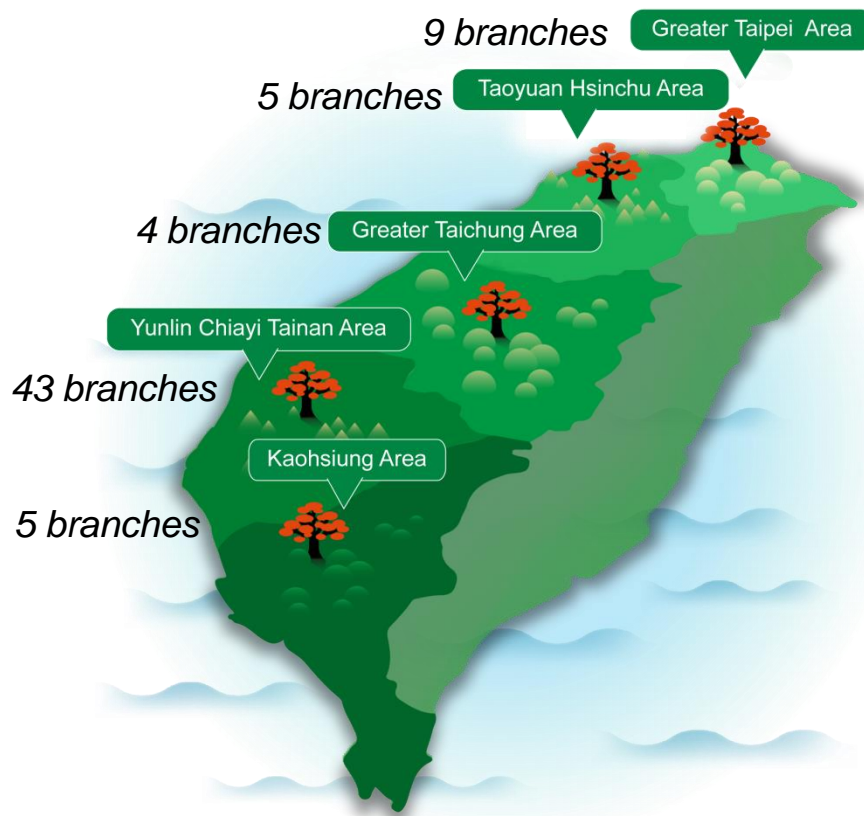 9 branches
Greater Taipei Area
5 branches
Taoyuan Hsinchu Area
4 branches
Greater Taichung Area
Yunlin Chiayi Tainan Area
43 branches
Kaohsiung Area
5 branches